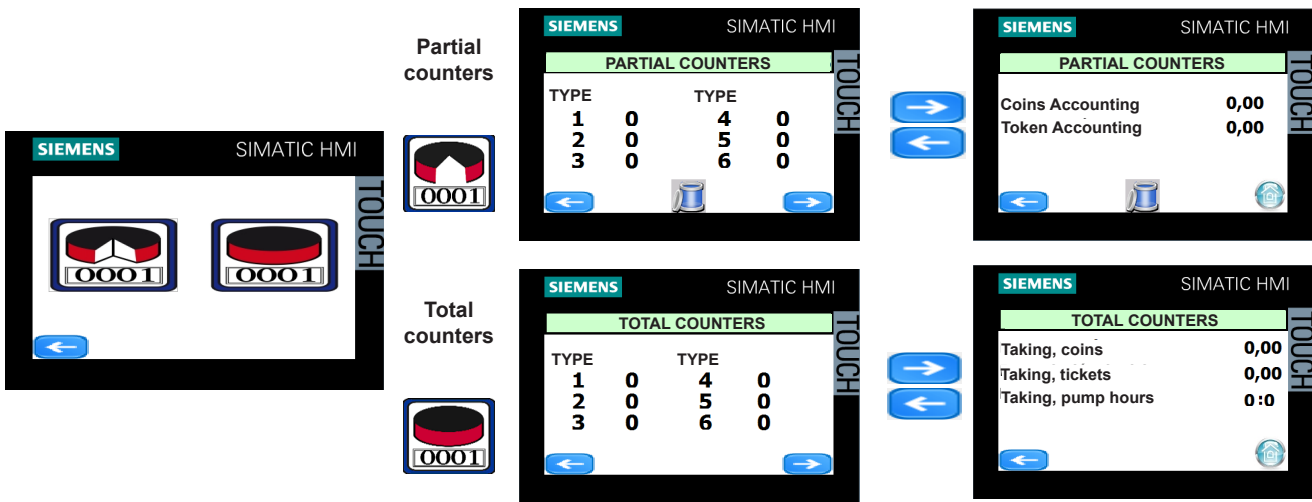 SIEMENS SIMATIC HMI
TOUCH
0001 0001
Partial
counters
0001
SIEMENS SIMATIC HMI
TOUCH
PARTIAL COUNTERS
TYPE TYPE
1 0 4 0
2 0 5 0
3 0 6 0
SIEMENS SIMATIC HMI
TOUCH
PARTIAL COUNTERS
Coins Accounting 0,00
Token Accounting 0,00
Total
counters
0001
SIEMENS SIMATIC HMI
TOUCH
TOTAL COUNTERS
TYPE TYPE
1 0 4 0
2 0 5 0
3 0 6 0
SIEMENS SIMATIC HMI
TOUCH
TOTAL COUNTERS
Taking, coins 0,00
Taking, tickets 0,00
Taking, pump hours 0:0